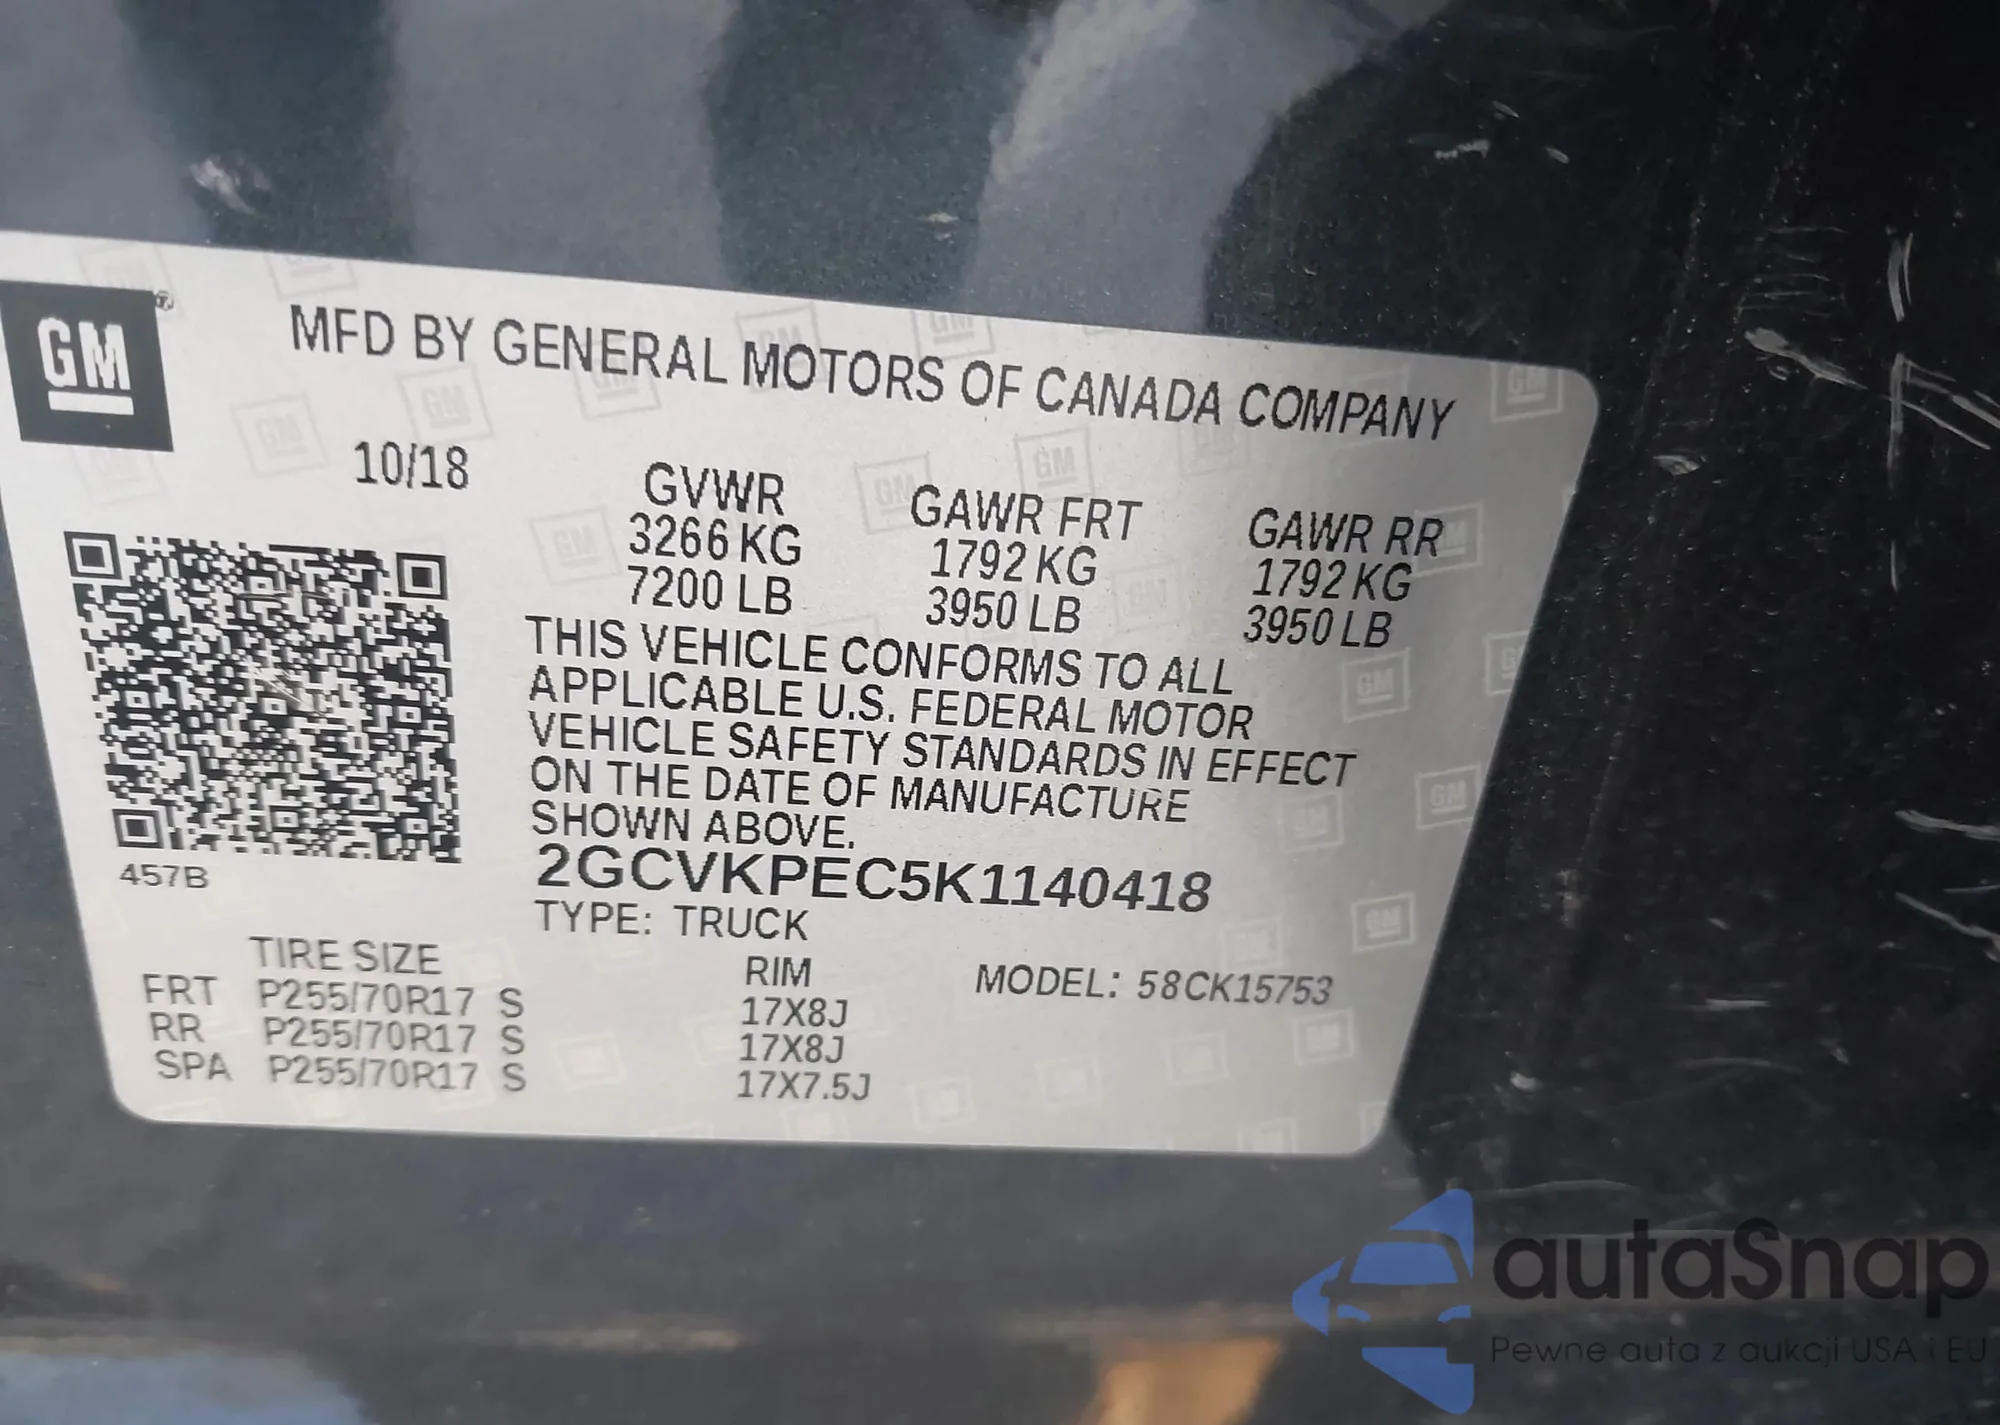 GM
MFD BY GENERAL MOTORS OF CANADA COMPANY
10/18
GVWR
3266 KG
7200 LB
GAWR FRT
1792 KG
3950 LB
GAWR RR
1792 KG
3950 LB
THIS VEHICLE CONFORMS TO ALL
APPLICABLE U.S. FEDERAL MOTOR
VEHICLE SAFETY STANDARDS IN EFFECT
ON THE DATE OF MANUFACTURE
SHOWN ABOVE.
457B
2GCVKPEC5K1140418
TYPE: TRUCK
TIRE SIZE RIM MODEL: 58CK15753
FRT P255/70R17 S 17X8J
RR P255/70R17 S 17X8J
SPA P255/70R17 S 17X7.5J
autaSnap
Pewne auta z aukcji USA i EU